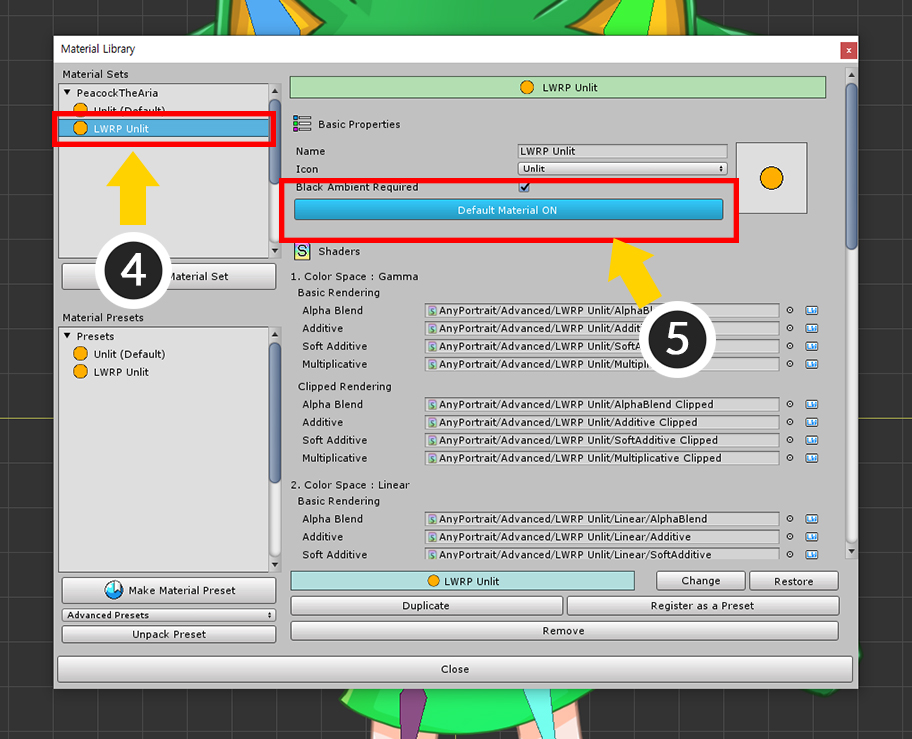 Material Library
x
Material Sets
PeacockTheAria
Unlit (Default)
LWRP Unlit
4
Material Set
Material Presets
Presets
Unlit (Default)
LWRP Unlit
Make Material Preset
Advanced Presets
Unpack Preset
LWRP Unlit
Basic Properties
Name LWRP Unlit
Icon Unlit
Black Ambient Required
Default Material ON
5
S Shaders
1. Color Space : Gamma
Basic Rendering
Alpha Blend AnyPortrait/Advanced/LWRP Unlit/AlphaBl
Additive AnyPortrait/Advanced/LWRP Unlit/Addit
Soft Additive AnyPortrait/Advanced/LWRP Unlit/SoftA
Multiplicative AnyPortrait/Advanced/LWRP Unlit/Multipli
Clipped Rendering
Alpha Blend AnyPortrait/Advanced/LWRP Unlit/AlphaBlend Clipped
Additive AnyPortrait/Advanced/LWRP Unlit/Additive Clipped
Soft Additive AnyPortrait/Advanced/LWRP Unlit/SoftAdditive Clipped
Multiplicative AnyPortrait/Advanced/LWRP Unlit/Multiplicative Clipped
2. Color Space : Linear
Basic Rendering
Alpha Blend AnyPortrait/Advanced/LWRP Unlit/Linear/AlphaBlend
Additive AnyPortrait/Advanced/LWRP Unlit/Linear/Additive
Soft Additive AnyPortrait/Advanced/LWRP Unlit/Linear/SoftAdditive
LWRP Unlit Change Restore
Duplicate Register as a Preset
Remove
Close